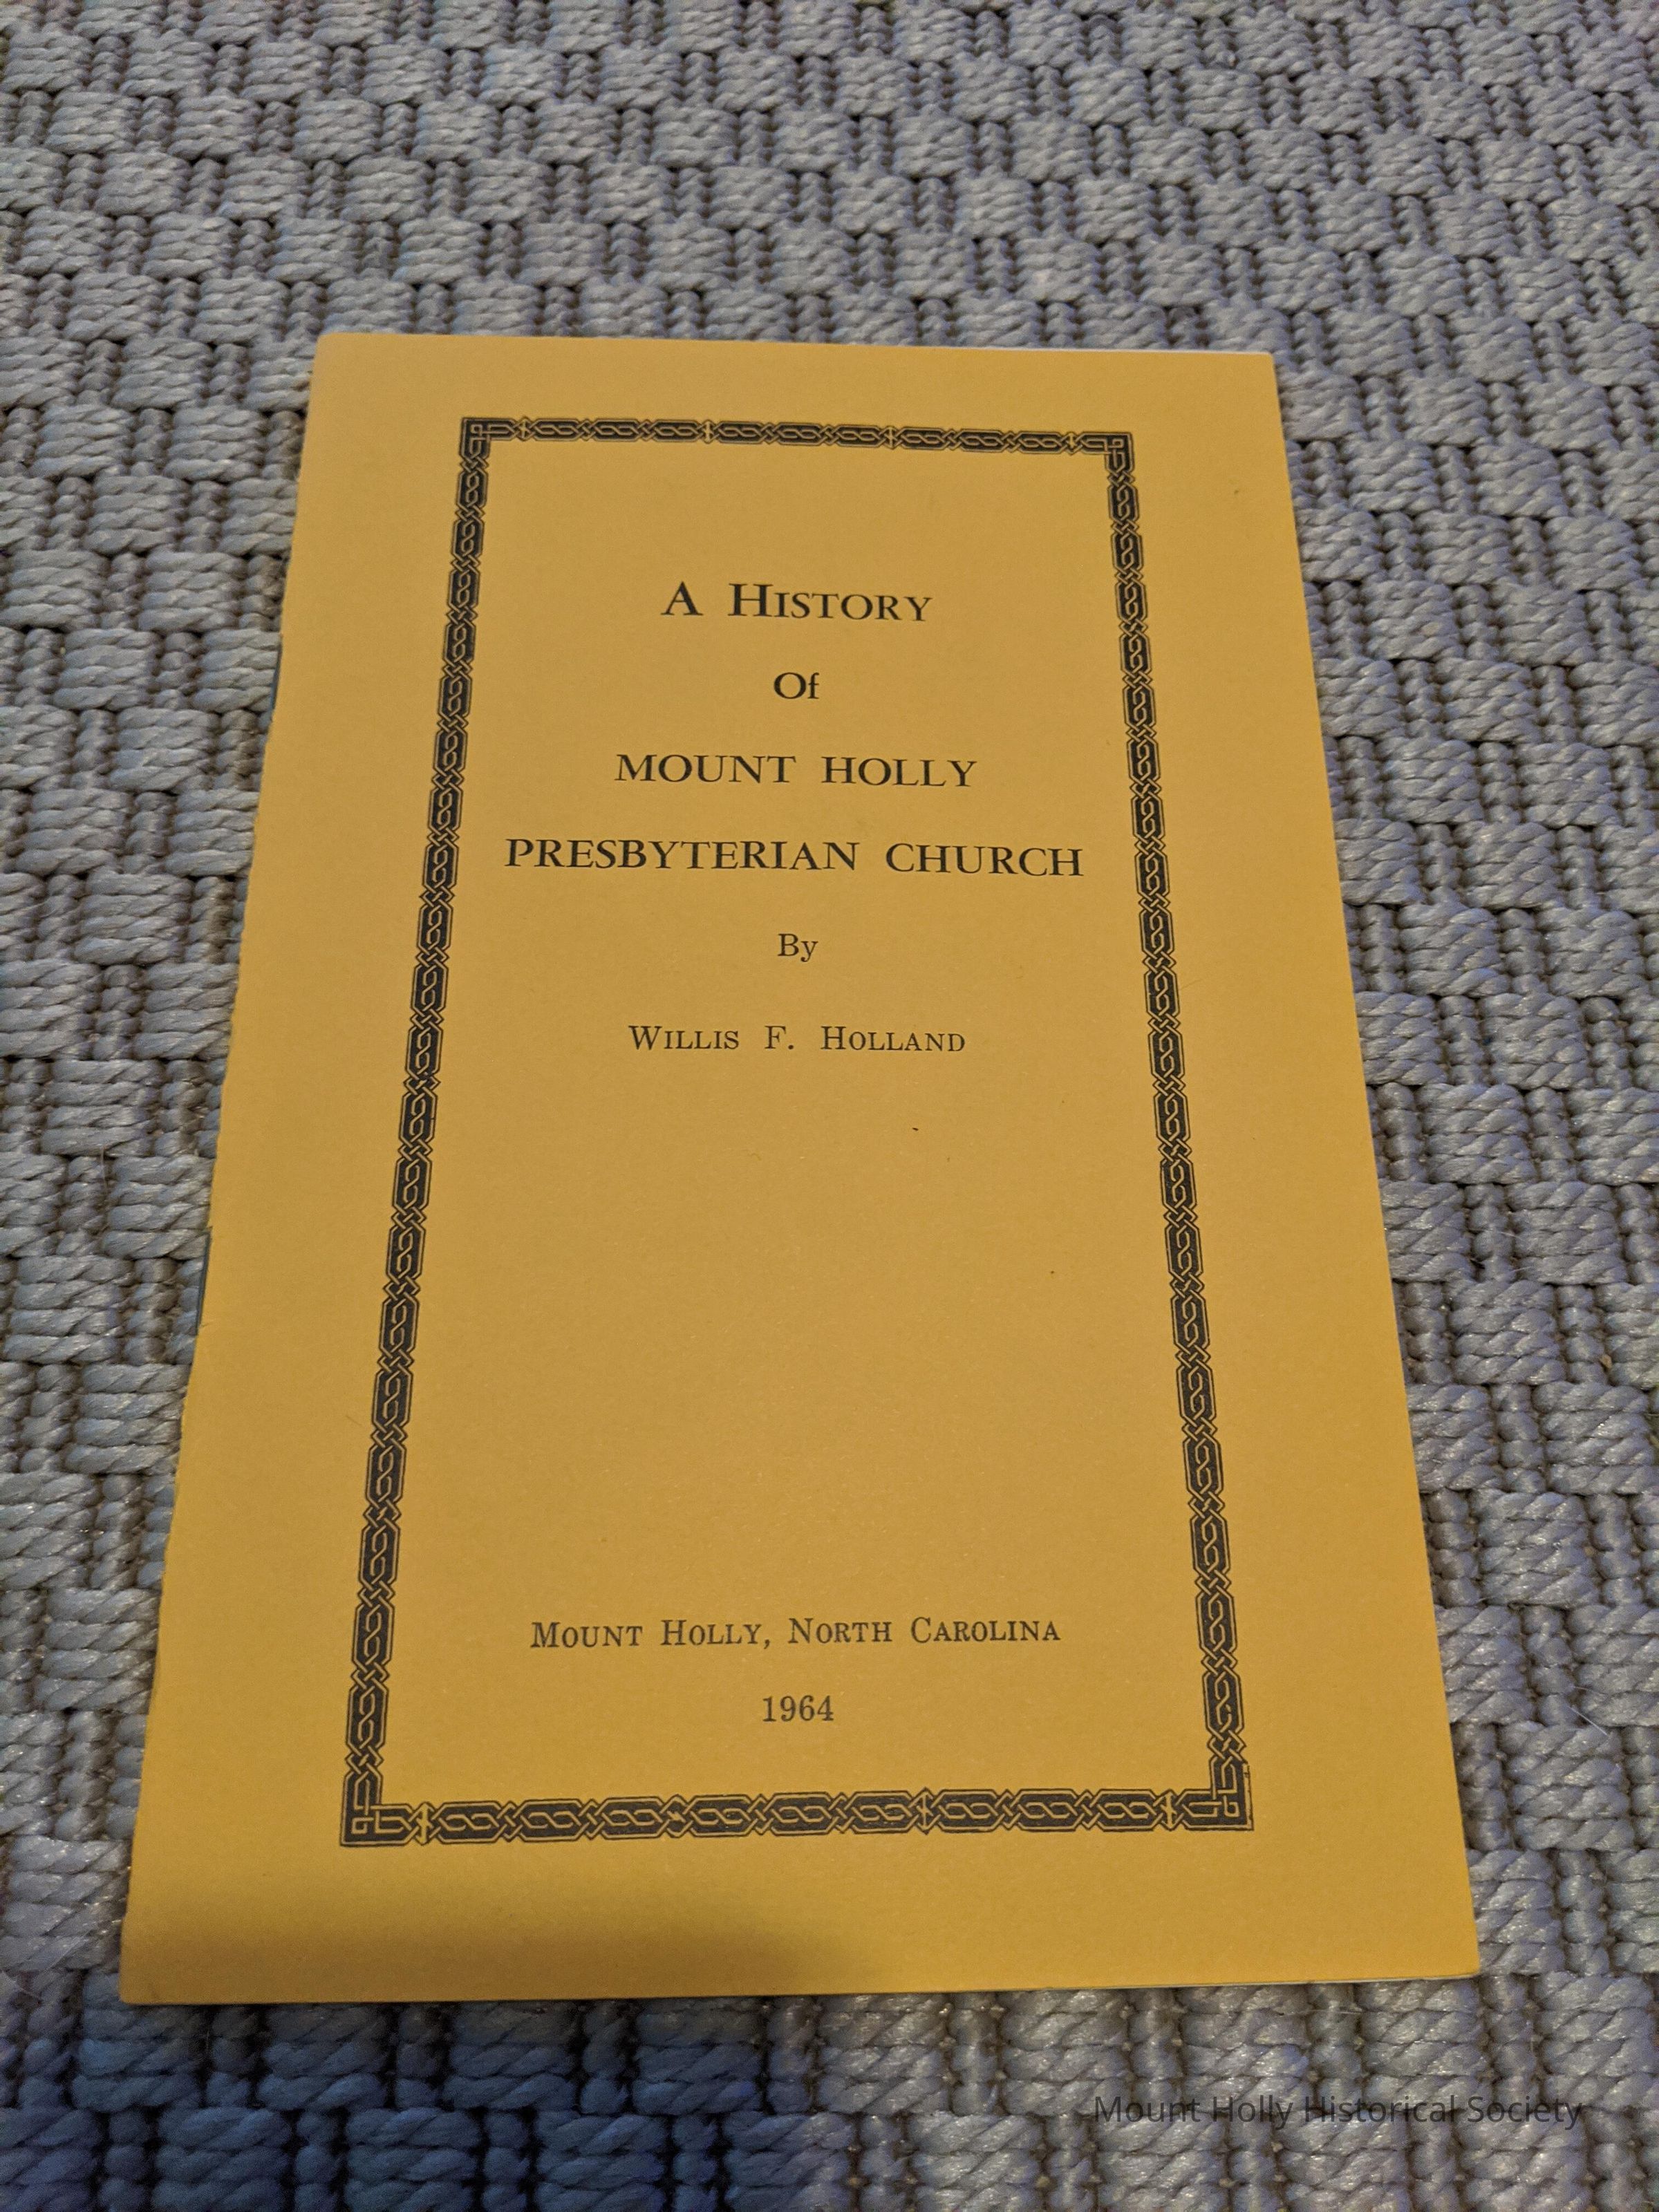 A HISTORY
Of
MOUNT HOLLY
PRESBYTERIAN CHURCH
By
WILLIS F. HOLLAND
MOUNT HOLLY, NORTH CAROLINA
1964
Mount Holly Historical Society